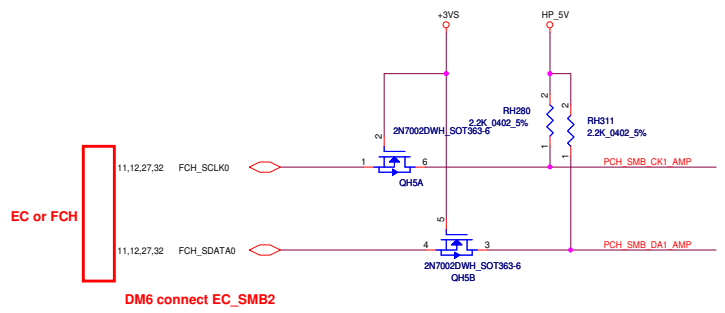 +3VS
HP_5V
2
RH280
2.2K_0402_5%
2
RH311
2.2K_0402_5%
2
2N7002DWH_SOT363-6
1
1
11,12,27,32 FCH_SCLK0
1
6
PCH_SMB_CK1_AMP
QH5A
EC or FCH
5
11,12,27,32 FCH_SDATA0
4
3
PCH_SMB_DA1_AMP
2N7002DWH_SOT363-6
QH5B
DM6 connect EC_SMB2